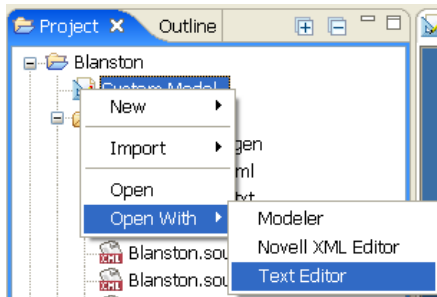 Project Outline
Blanston
Custom Model
New
Import gen
ml
Open txt
Open With Modeler
Blanston.sou Novell XML Editor
Blanston.sou Text Editor